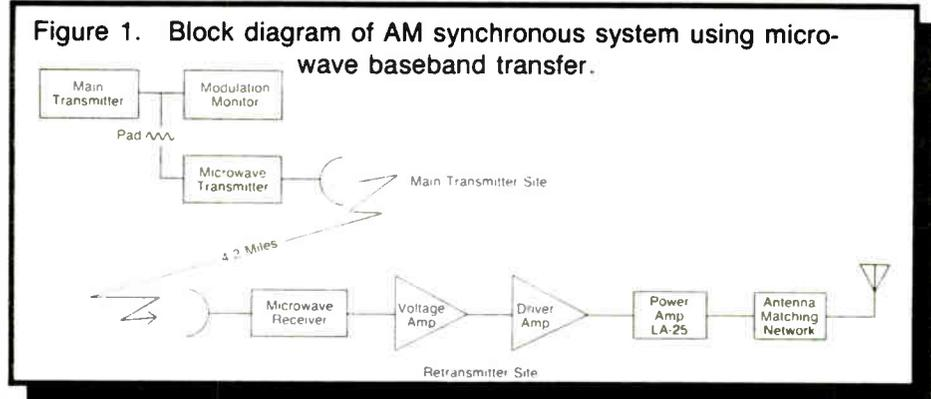 Figure 1. Block diagram of AM synchronous system using micro-
wave baseband transfer.
Main
Transmitter
Modulation
Monitor
Pad
Microwave
Transmitter
Main Transmitter Site
4.2 Miles
Microwave
Receiver
Voltage
Amp
Driver
Amp
Power
Amp
LA-25
Antenna
Matching
Network
Retransmitter Site